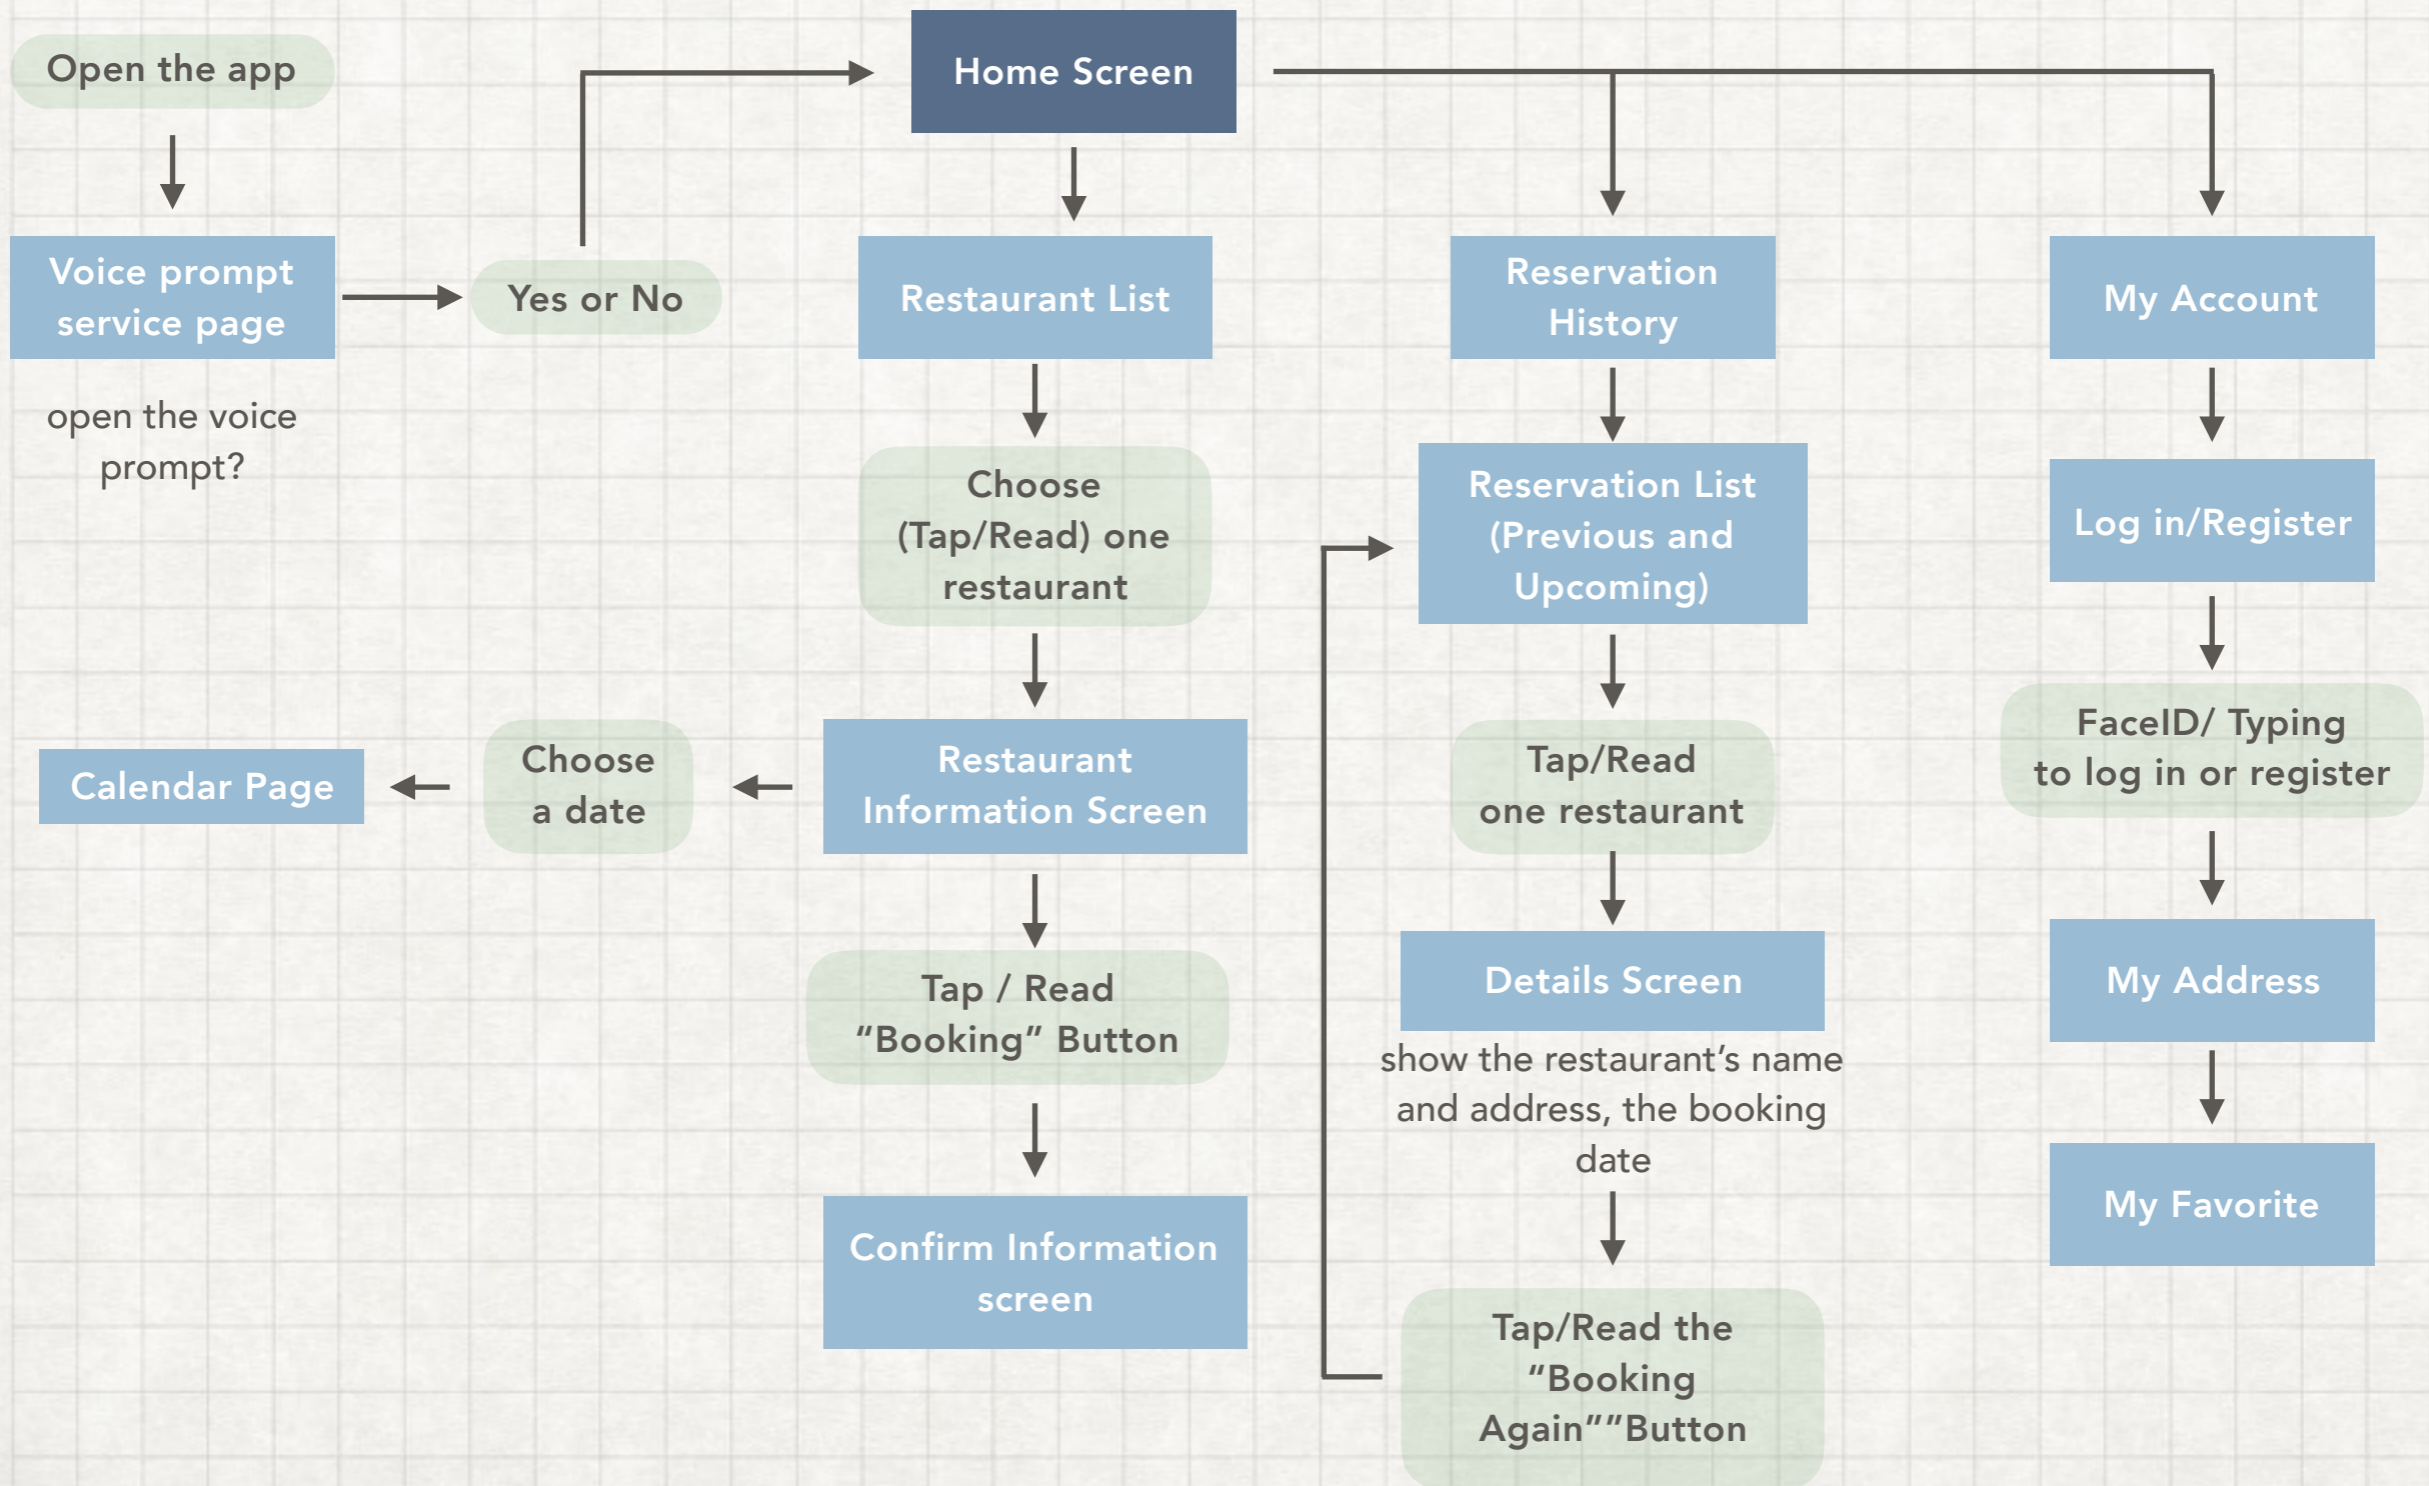 Open the app
Home Screen
Voice prompt
service page
open the voice
prompt?
Yes or No
Restaurant List
Choose
(Tap/Read) one
restaurant
Restaurant
Information Screen
Choose
a date
Calendar Page
Tap / Read
“Booking” Button
Confirm Information
screen
Reservation
History
Reservation List
(Previous and
Upcoming)
Tap/Read
one restaurant
Details Screen
show the restaurant’s name
and address, the booking
date
Tap/Read the
“Booking
Again””Button
My Account
Log in/Register
FaceID/ Typing
to log in or register
My Address
My Favorite